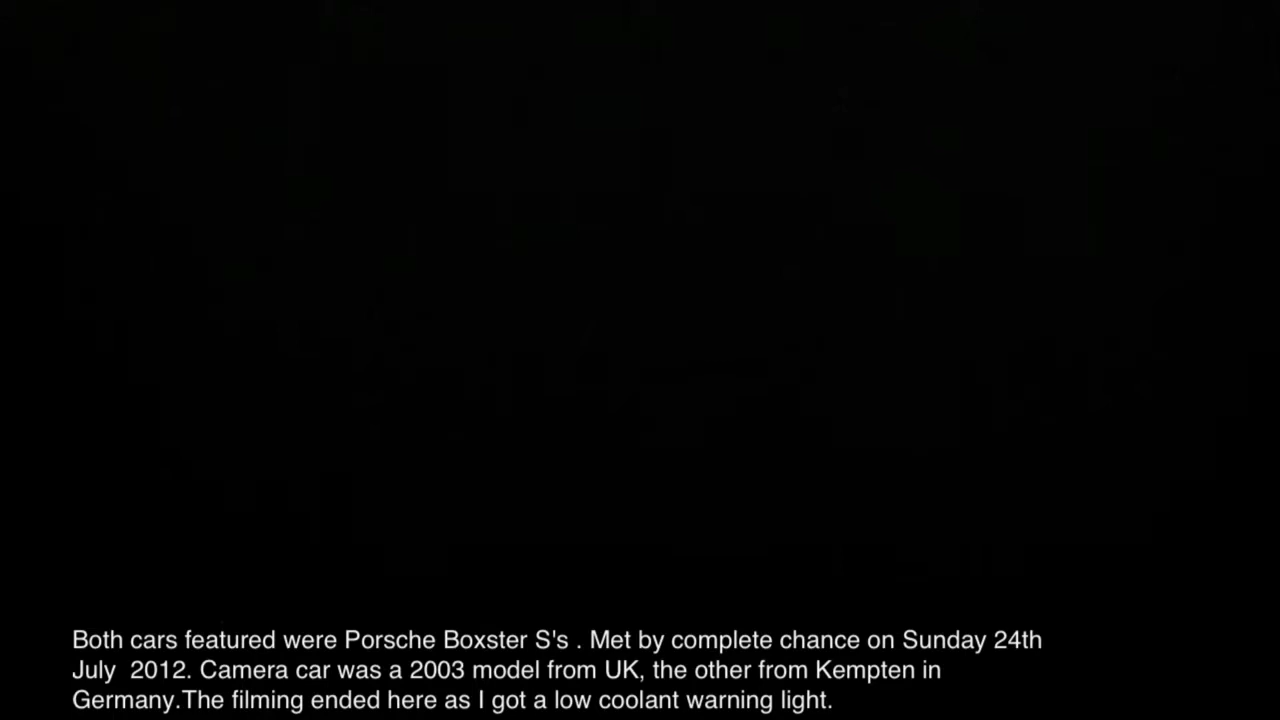 Both cars featured were Porsche Boxster S's . Met by complete chance on Sunday 24th
July  2012. Camera car was a 2003 model from UK, the other from Kempten in
Germany.The filming ended here as I got a low coolant warning light.